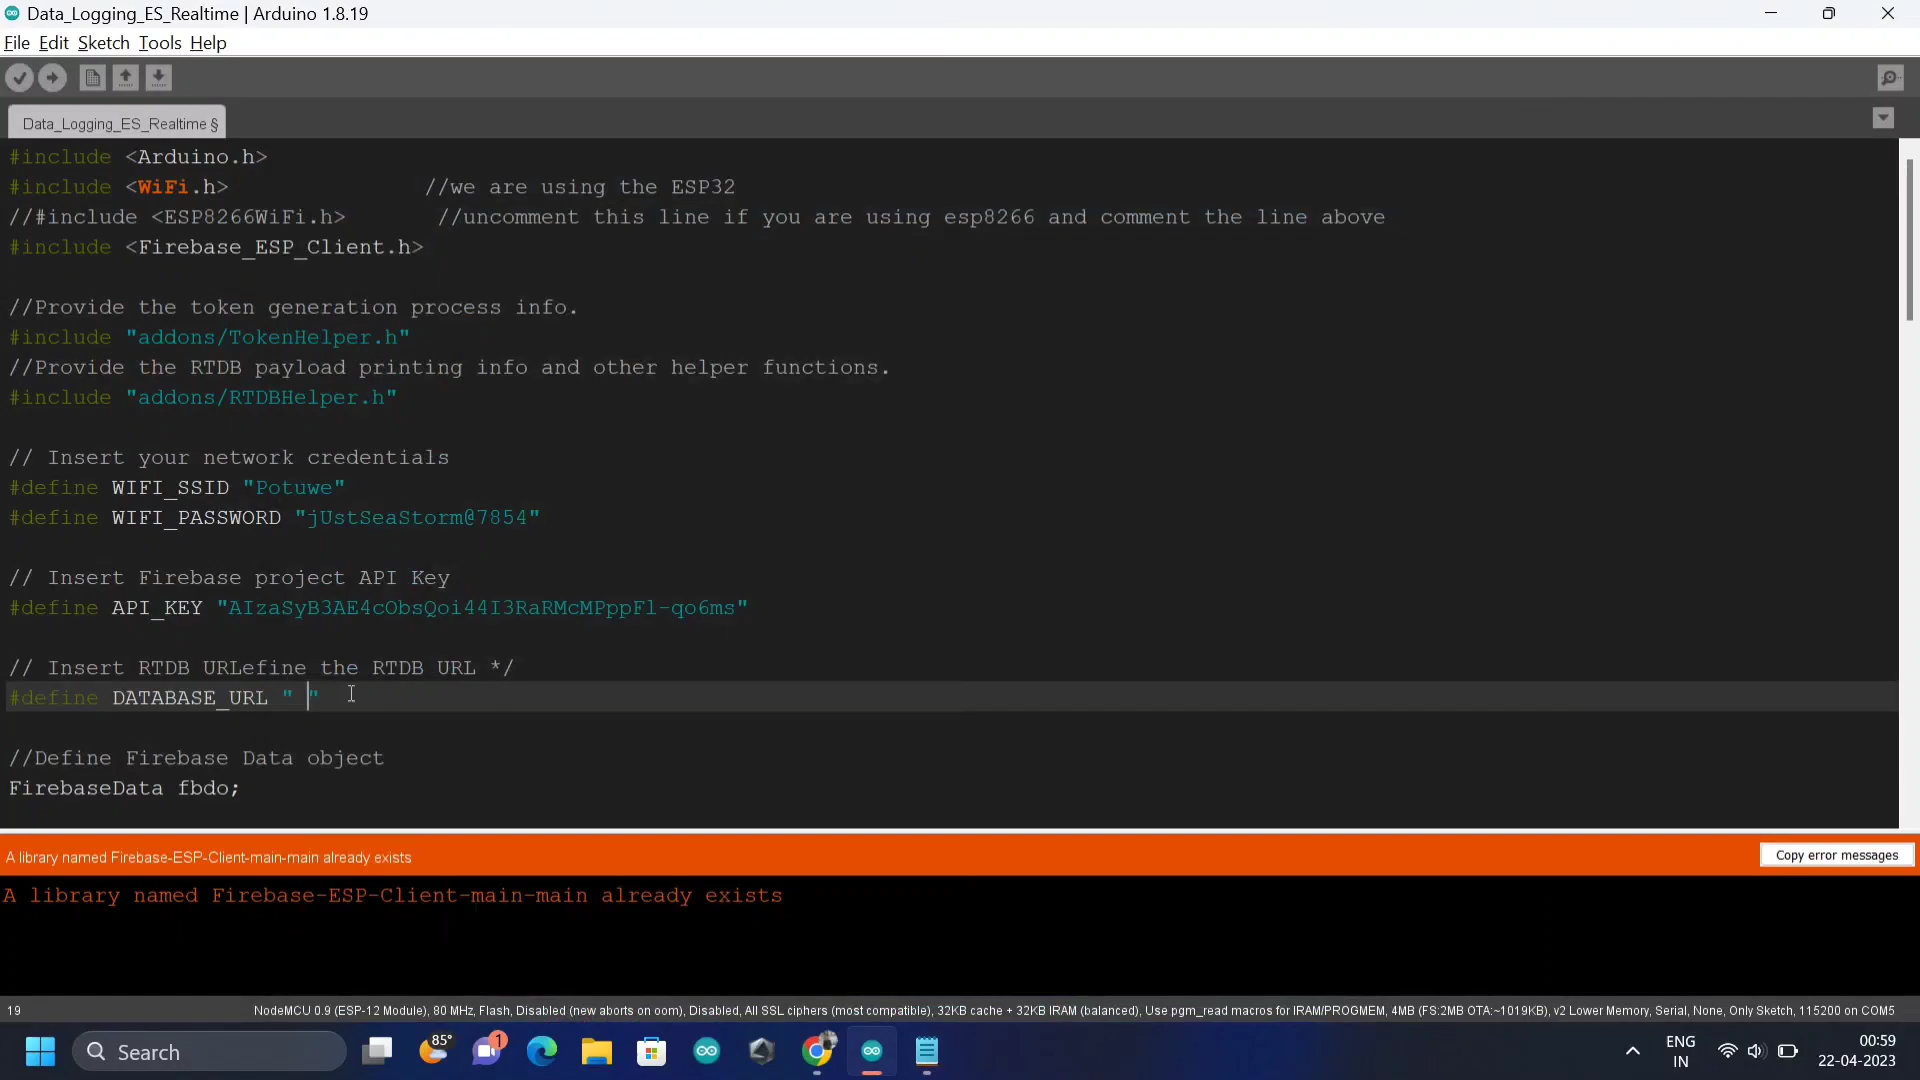 Data_Logging_ES_Realtime | Arduino 1.8.19
File Edit Sketch Tools Help
Data_Logging_ES_Realtime §
#include <Arduino.h>
#include <WiFi.h> //we are using the ESP32
//#include <ESP8266WiFi.h> //uncomment this line if you are using esp8266 and comment the line above
#include <Firebase_ESP_Client.h>
//Provide the token generation process info.
#include "addons/TokenHelper.h"
//Provide the RTDB payload printing info and other helper functions.
#include "addons/RTDBHelper.h"
// Insert your network credentials
#define WIFI_SSID "Potuwe"
#define WIFI_PASSWORD "jUstSeaStorm@7854"
// Insert Firebase project API Key
#define API_KEY "AIzaSyB3AE4cObsQoi44I3RaRMcMPppFl-qo6ms"
// Insert RTDB URLefine the RTDB URL */
#define DATABASE_URL " "
//Define Firebase Data object
FirebaseData fbdo;
A library named Firebase-ESP-Client-main-main already exists
Copy error messages
A library named Firebase-ESP-Client-main-main already exists
19 NodeMCU 0.9 (ESP-12 Module), 80 MHz, Flash, Disabled (new aborts on oom), Disabled, All SSL ciphers (most compatible), 32KB cache + 32KB IRAM (balanced), Use pgm_read macros for IRAM/PROGMEM, 4MB (FS:2MB OTA:~1019KB), v2 Lower Memory, Serial, None, Only Sketch, 115200 on COM5
Search
85°
1
ENG
IN
00:59
22-04-2023